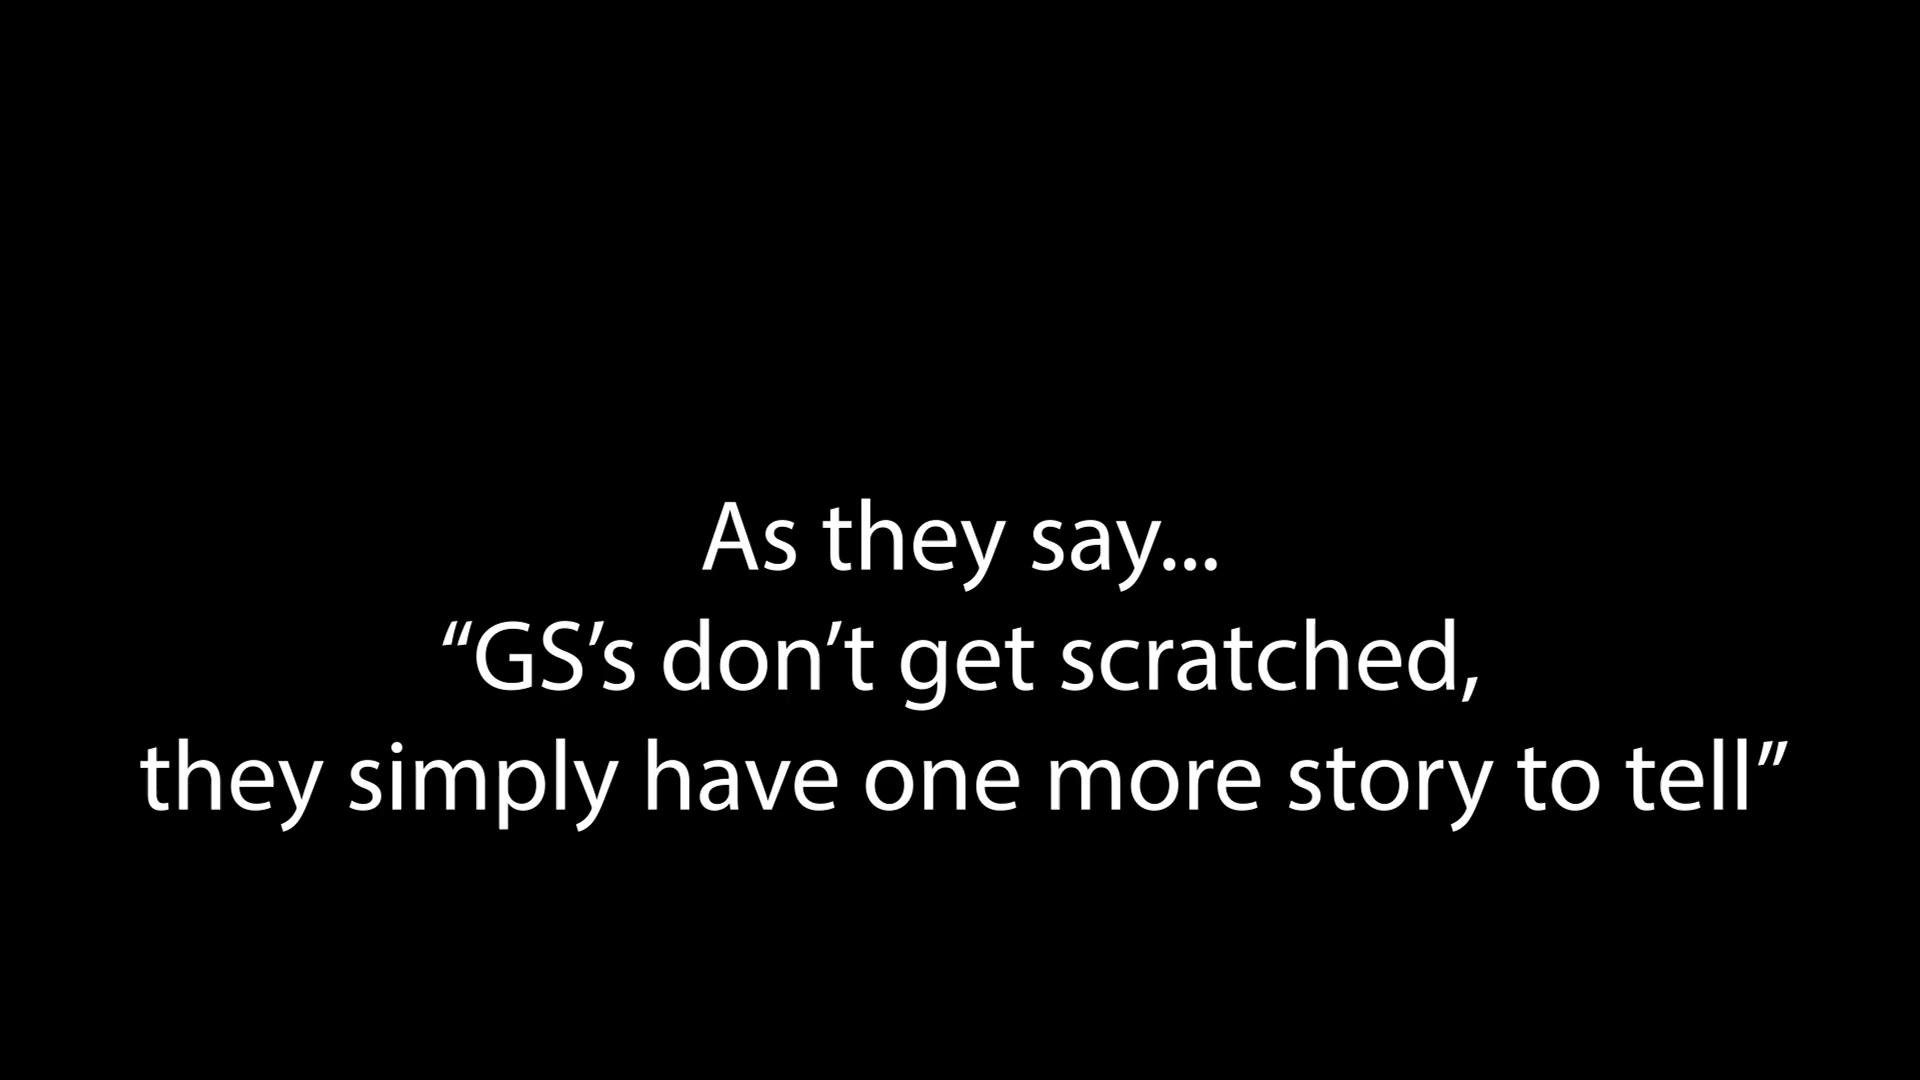 As they say...
“GS’s don’t get scratched,
they simply have one more story to tell”